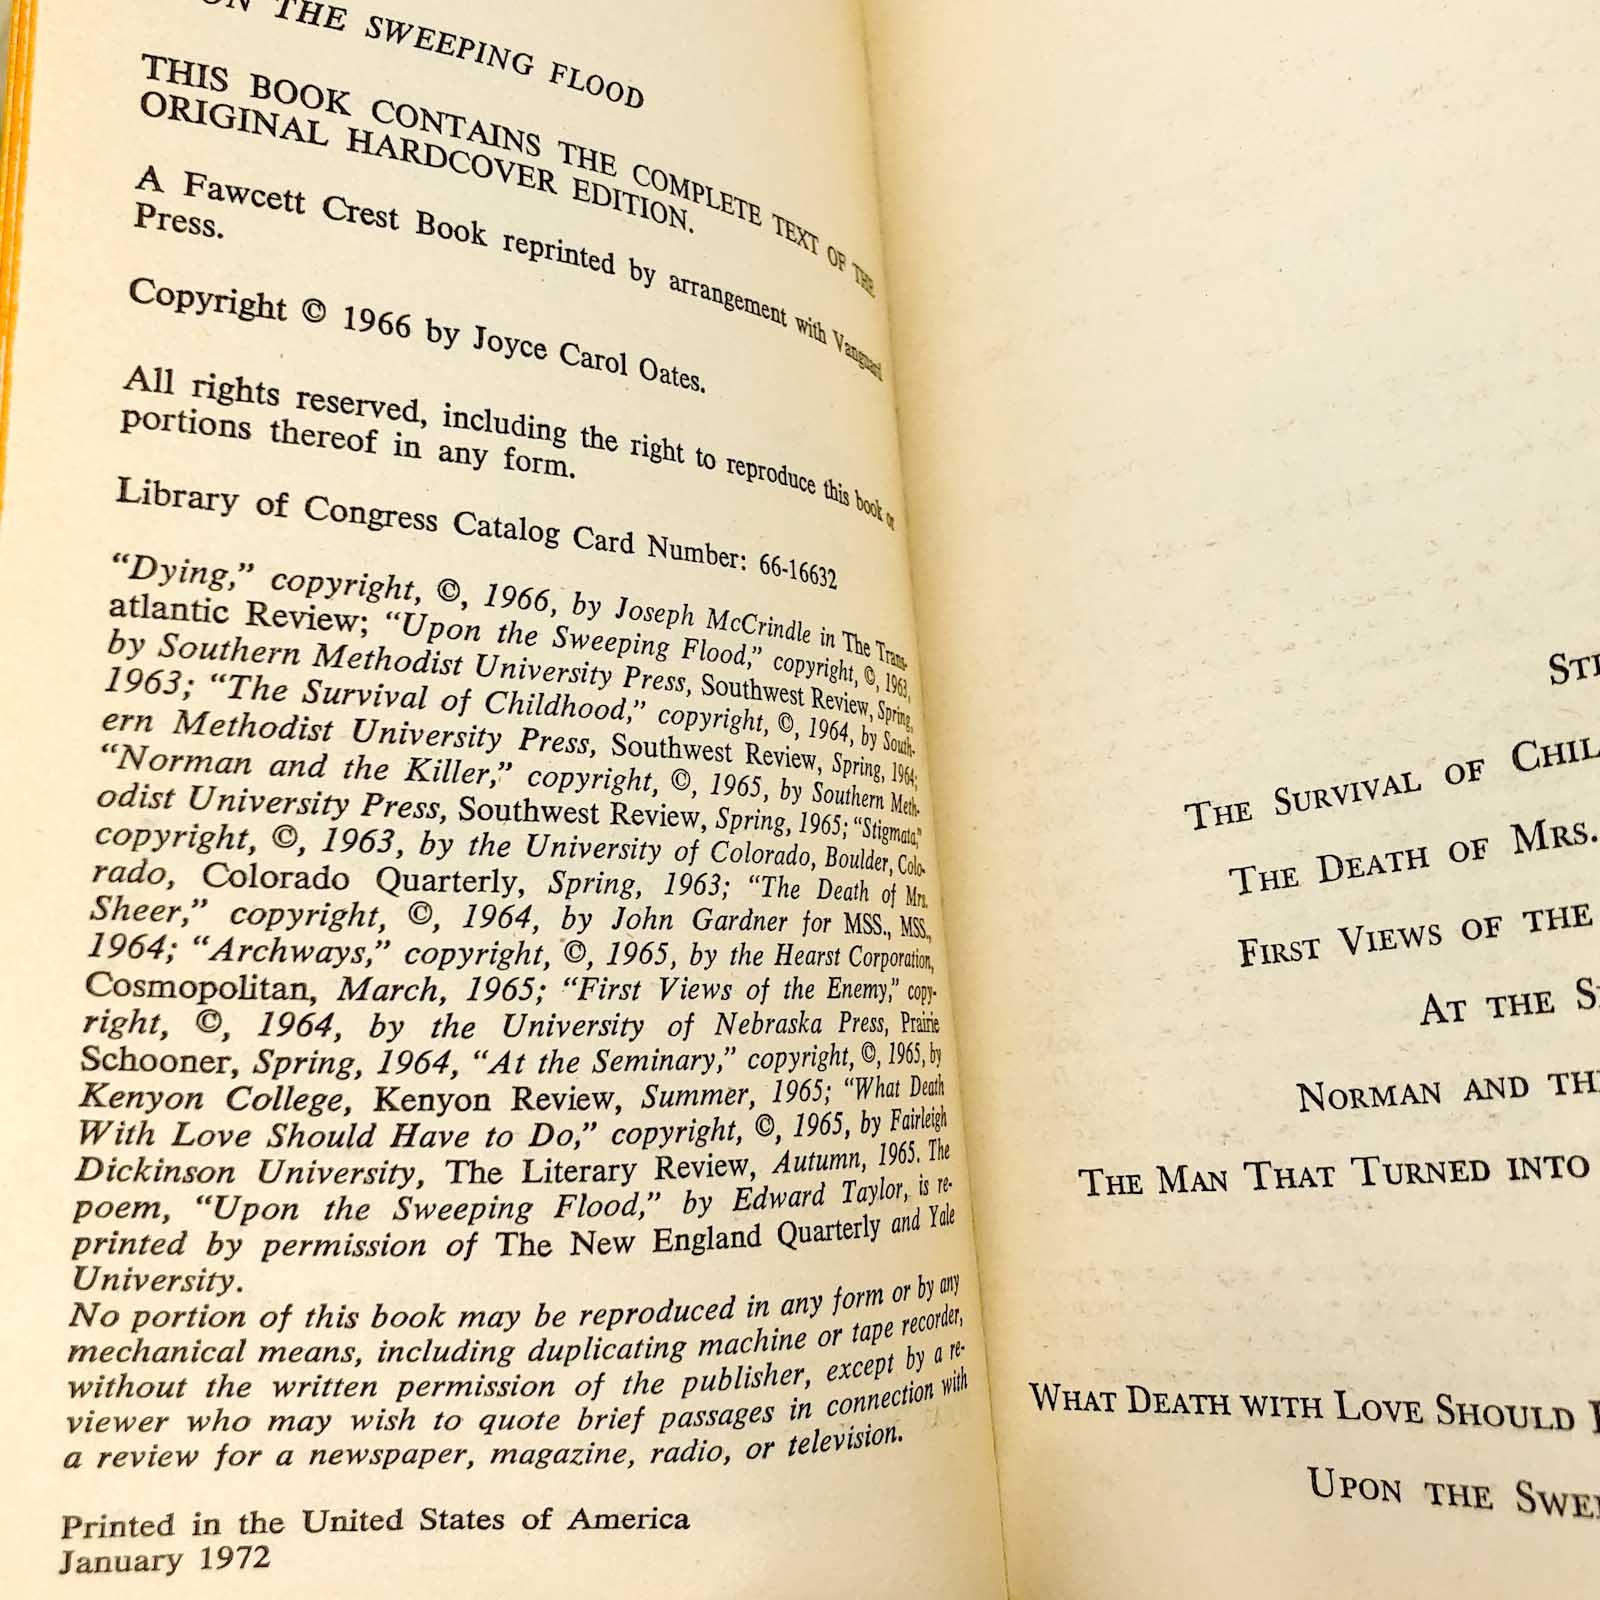 ON THE SWEEPING FLOOD
THIS BOOK CONTAINS THE COMPLETE TEXT OF THE
ORIGINAL HARDCOVER EDITION.
A Fawcett Crest Book reprinted by arrangement with Vanguard
Press.
Copyright © 1966 by Joyce Carol Oates.
All rights reserved, including the right to reproduce this book or
portions thereof in any form.
Library of Congress Catalog Card Number: 66-16632
“Dying,” copyright, ©, 1966, by Joseph McCrindle in The Trans-
atlantic Review; “Upon the Sweeping Flood,” copyright, ©, 1963,
by Southern Methodist University Press, Southwest Review, Spring,
1963; “The Survival of Childhood,” copyright, ©, 1964, by South-
ern Methodist University Press, Southwest Review, Spring, 1964;
“Norman and the Killer,” copyright, ©, 1965, by Southern Meth-
odist University Press, Southwest Review, Spring, 1965; “Stigmata,”
copyright, ©, 1963, by the University of Colorado, Boulder, Colo-
rado, Colorado Quarterly, Spring, 1963; “The Death of Mrs.
Sheer,” copyright, ©, 1964, by John Gardner for MSS., MSS.,
1964; “Archways,” copyright, ©, 1965, by the Hearst Corporation,
Cosmopolitan, March, 1965; “First Views of the Enemy,” copy-
right, ©, 1964, by the University of Nebraska Press, Prairie
Schooner, Spring, 1964, “At the Seminary,” copyright, ©, 1965, by
Kenyon College, Kenyon Review, Summer, 1965; “What Death
With Love Should Have to Do,” copyright, ©, 1965, by Fairleigh
Dickinson University, The Literary Review, Autumn, 1965. The
poem, “Upon the Sweeping Flood,” by Edward Taylor, is re-
printed by permission of The New England Quarterly and Yale
University.
No portion of this book may be reproduced in any form or by any
mechanical means, including duplicating machine or tape recorder,
without the written permission of the publisher, except by a re-
viewer who may wish to quote brief passages in connection with
a review for a newspaper, magazine, radio, or television.
Printed in the United States of America
January 1972
STI
THE SURVIVAL OF CHIL
THE DEATH OF MRS.
FIRST VIEWS OF THE
AT THE S
NORMAN AND TH
THE MAN THAT TURNED INTO
WHAT DEATH WITH LOVE SHOULD
UPON THE SWE